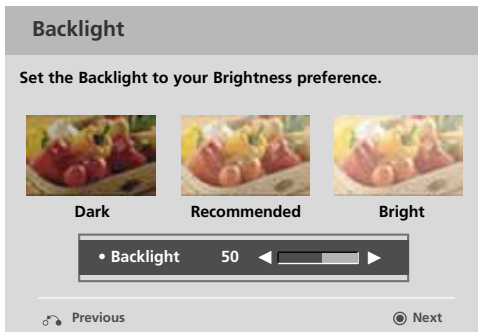 Backlight
Set the Backlight to your Brightness preference.
Dark Recommended Bright
• Backlight 50 ◀ ▶
Previous ◉ Next